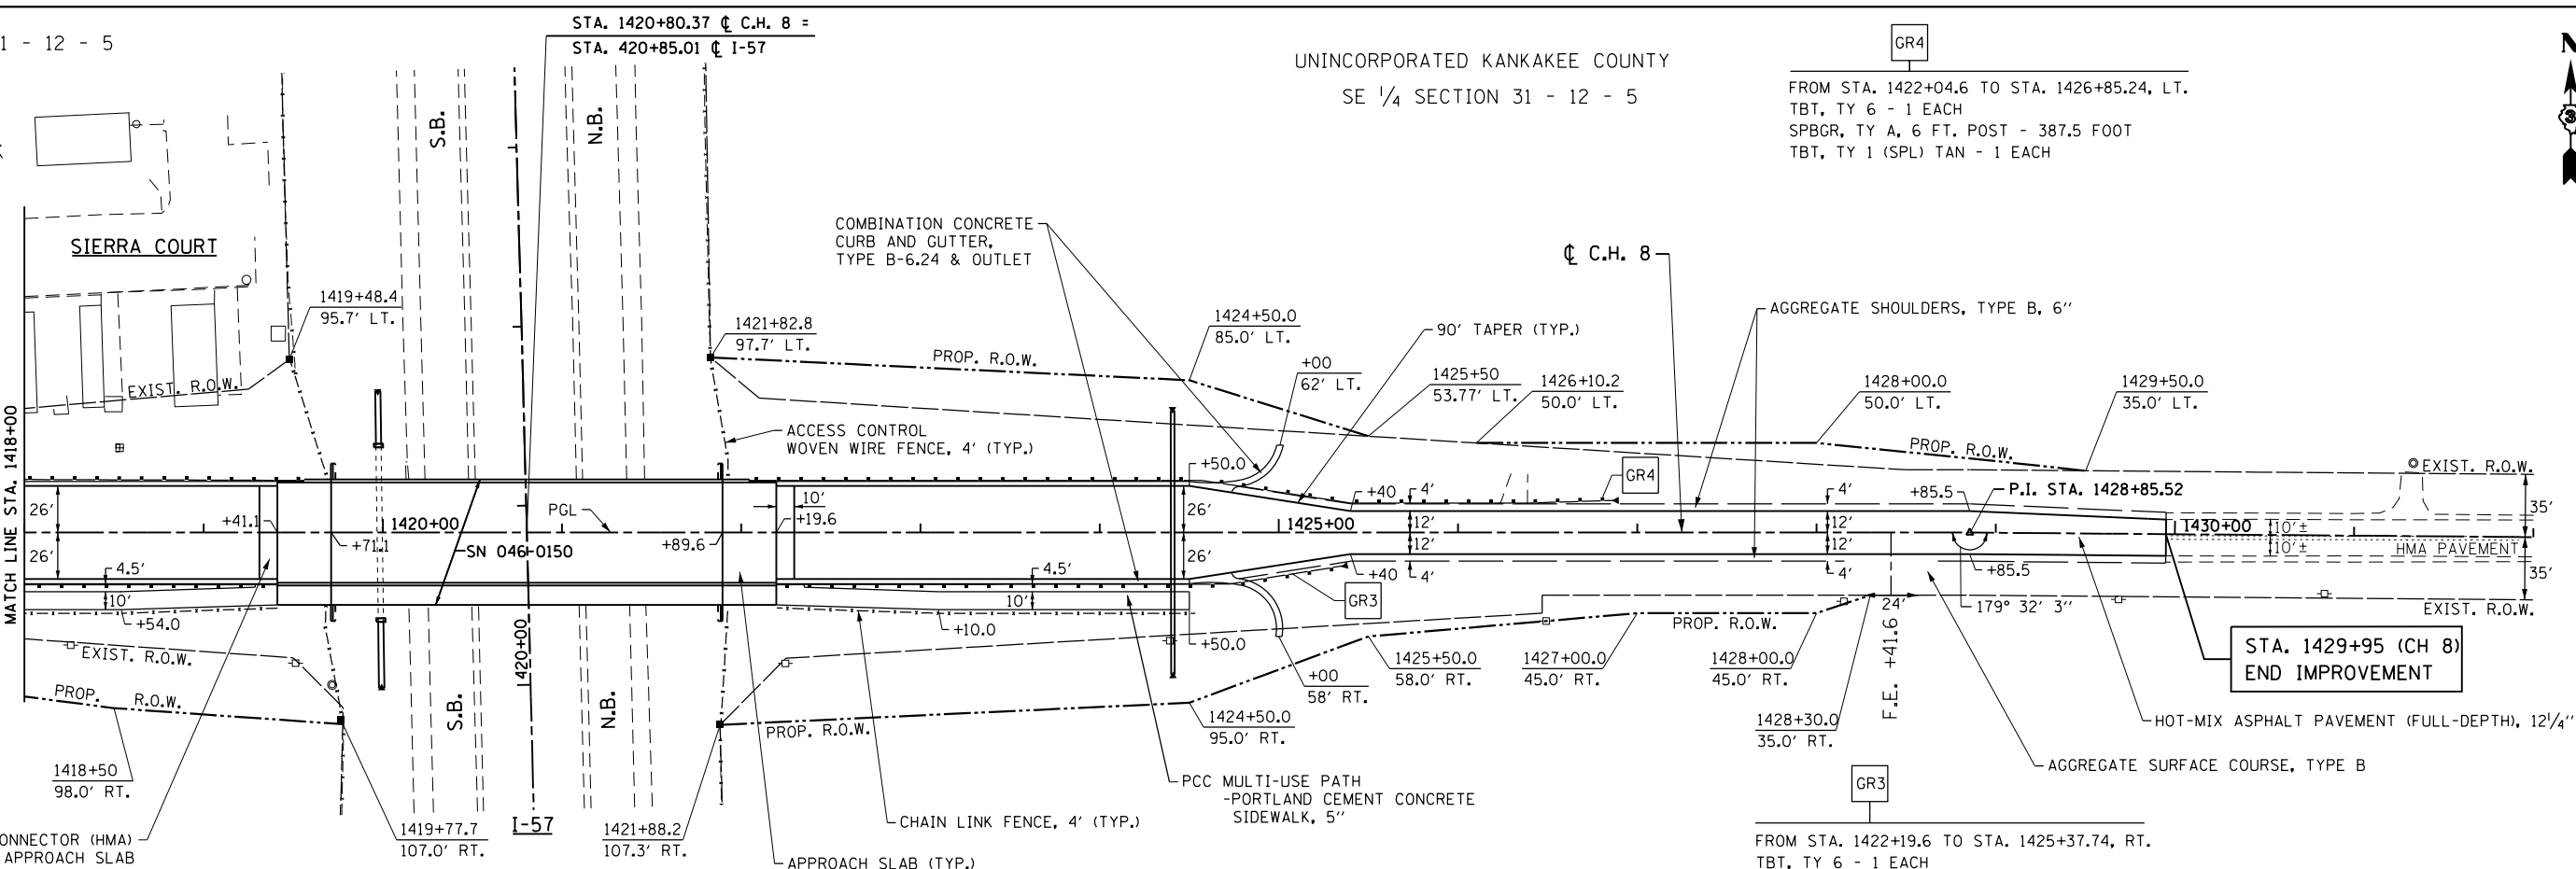 1 - 12 - 5
STA. 1420+80.37 ℄ C.H. 8 =
STA. 420+85.01 ℄ I-57
UNINCORPORATED KANKAKEE COUNTY
SE 1/4 SECTION 31 - 12 - 5
GR4
FROM STA. 1422+04.6 TO STA. 1426+85.24, LT.
TBT, TY 6 - 1 EACH
SPBGR, TY A, 6 FT. POST - 387.5 FOOT
TBT, TY 1 (SPL) TAN - 1 EACH
N
3
S.B.
N.B.
SIERRA COURT
COMBINATION CONCRETE
CURB AND GUTTER,
TYPE B-6.24 & OUTLET
℄ C.H. 8
1419+48.4
95.7' LT.
1421+82.8
97.7' LT.
1424+50.0
85.0' LT.
90' TAPER (TYP.)
AGGREGATE SHOULDERS, TYPE B, 6"
PROP. R.O.W.
+00
62' LT.
1425+50
53.77' LT.
1426+10.2
50.0' LT.
1428+00.0
50.0' LT.
1429+50.0
35.0' LT.
EXIST. R.O.W.
ACCESS CONTROL
WOVEN WIRE FENCE, 4' (TYP.)
PROP. R.O.W.
EXIST. R.O.W.
MATCH LINE STA. 1418+00
+50.0
GR4
26'
+41.1
1420+00
PGL
10'
+19.6
26'
1425+00
+40
4'
12'
4'
12'
+85.5
P.I. STA. 1428+85.52
1430+00
10'±
35'
26'
+71.1
SN 046-0150
+89.6
26'
12'
12'
10'±
HMA PAVEMENT
4.5'
4.5'
+40
4'
4'
+85.5
35'
10'
10'
GR3
179° 32' 3"
EXIST. R.O.W.
+54.0
+10.0
+50.0
PROP. R.O.W.
24'
F.E. +41.6
EXIST. R.O.W.
1420+00
STA. 1429+95 (CH 8)
END IMPROVEMENT
1425+50.0
58.0' RT.
1427+00.0
45.0' RT.
1428+00.0
45.0' RT.
+00
58' RT.
PROP. R.O.W.
S.B.
N.B.
PROP. R.O.W.
1424+50.0
95.0' RT.
1428+30.0
35.0' RT.
HOT-MIX ASPHALT PAVEMENT (FULL-DEPTH), 12 1/4"
1418+50
98.0' RT.
PCC MULTI-USE PATH
-PORTLAND CEMENT CONCRETE
SIDEWALK, 5"
AGGREGATE SURFACE COURSE, TYPE B
GR3
CHAIN LINK FENCE, 4' (TYP.)
1419+77.7
107.0' RT.
I-57
1421+88.2
107.3' RT.
ONNECTOR (HMA)
APPROACH SLAB
APPROACH SLAB (TYP.)
FROM STA. 1422+19.6 TO STA. 1425+37.74, RT.
TBT, TY 6 - 1 EACH